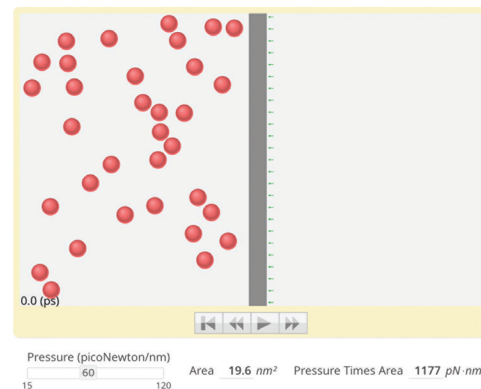 0.0 (ps)
Pressure (picoNewton/nm)
60
15 120
Area 19.6 nm² Pressure Times Area 1177 pN·nm